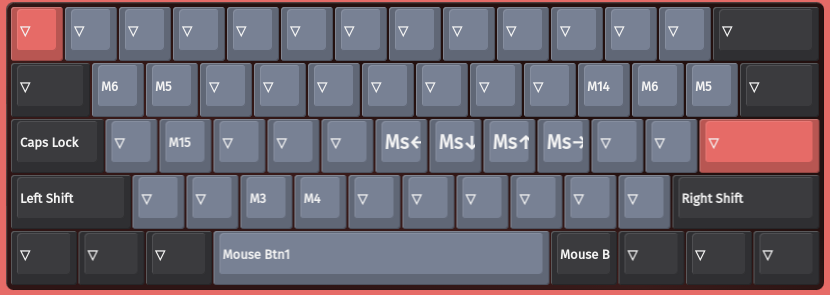 ▽ ▽ ▽ ▽ ▽ ▽ ▽ ▽ ▽ ▽ ▽ ▽ ▽ ▽
▽ M6 M5 ▽ ▽ ▽ ▽ ▽ ▽ ▽ M14 M6 M5 ▽
Caps Lock ▽ M15 ▽ ▽ ▽ Ms← Ms↓ Ms↑ Ms→ ▽ ▽ ▽
Left Shift ▽ ▽ M3 M4 ▽ ▽ ▽ ▽ ▽ ▽ Right Shift
▽ ▽ ▽ Mouse Btn1 Mouse B ▽ ▽ ▽